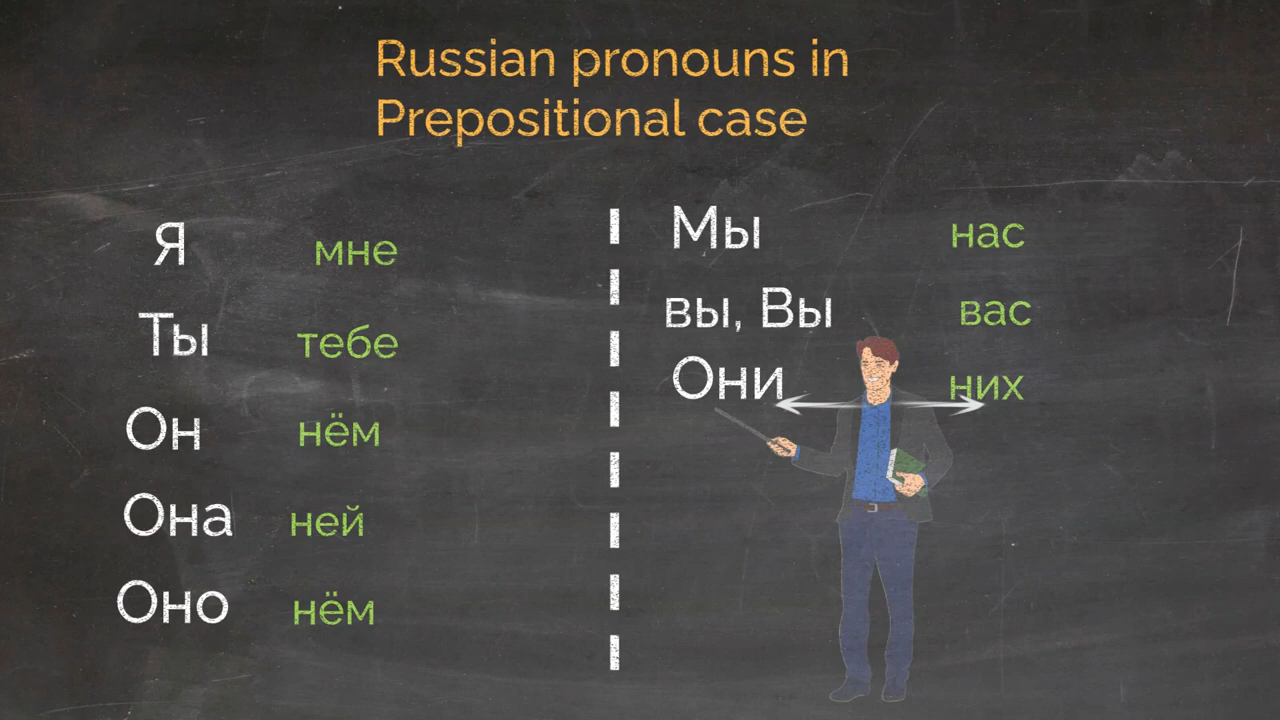 Russian pronouns in
Prepositional case
Я мне
Ты тебе
Он нём
Она ней
Оно нём
Мы нас
вы, Вы вас
Они них